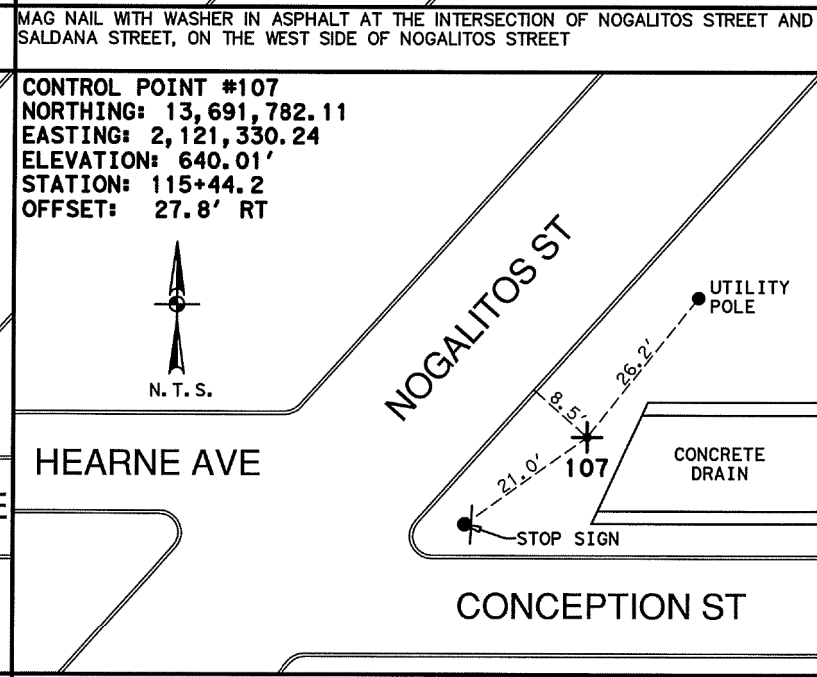 MAG NAIL WITH WASHER IN ASPHALT AT THE INTERSECTION OF NOGALITOS STREET AND
SALDANA STREET, ON THE WEST SIDE OF NOGALITOS STREET
CONTROL POINT #107
NORTHING: 13,691,782.11
EASTING: 2,121,330.24
ELEVATION: 640.01'
STATION: 115+44.2
OFFSET: 27.8' RT
N.T.S.
NOGALITOS ST
UTILITY
POLE
26.2'
8.5'
107
21.0'
CONCRETE
DRAIN
HEARNE AVE
E
STOP SIGN
CONCEPTION ST